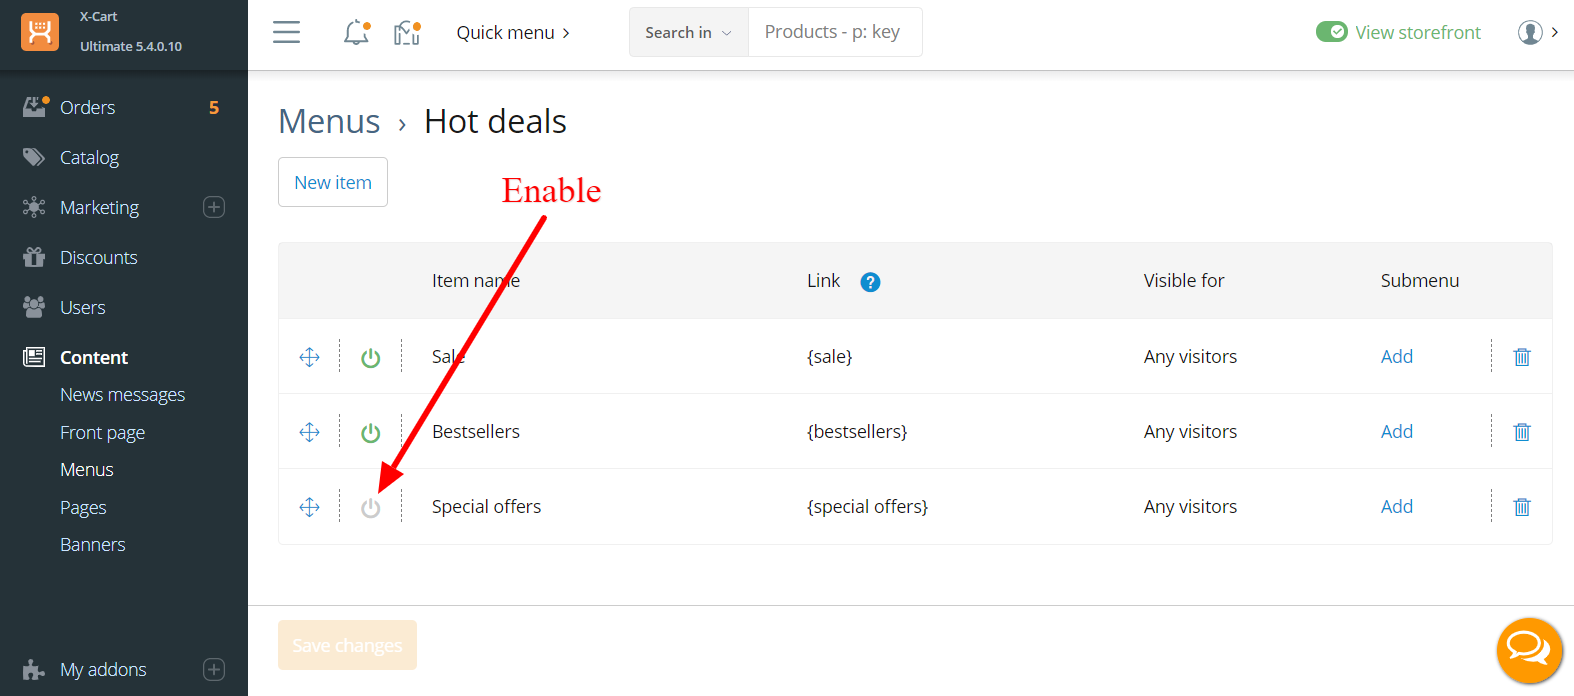 X-Cart
Ultimate 5.4.0.10
Quick menu
Search in
Products - p: key
View storefront
Orders 5
Catalog
Marketing
Discounts
Users
Content
News messages
Front page
Menus
Pages
Banners
My addons
Menus › Hot deals
New item
Enable
Item name Link ? Visible for Submenu
Sale {sale} Any visitors Add
Bestsellers {bestsellers} Any visitors Add
Special offers {special offers} Any visitors Add
Save changes